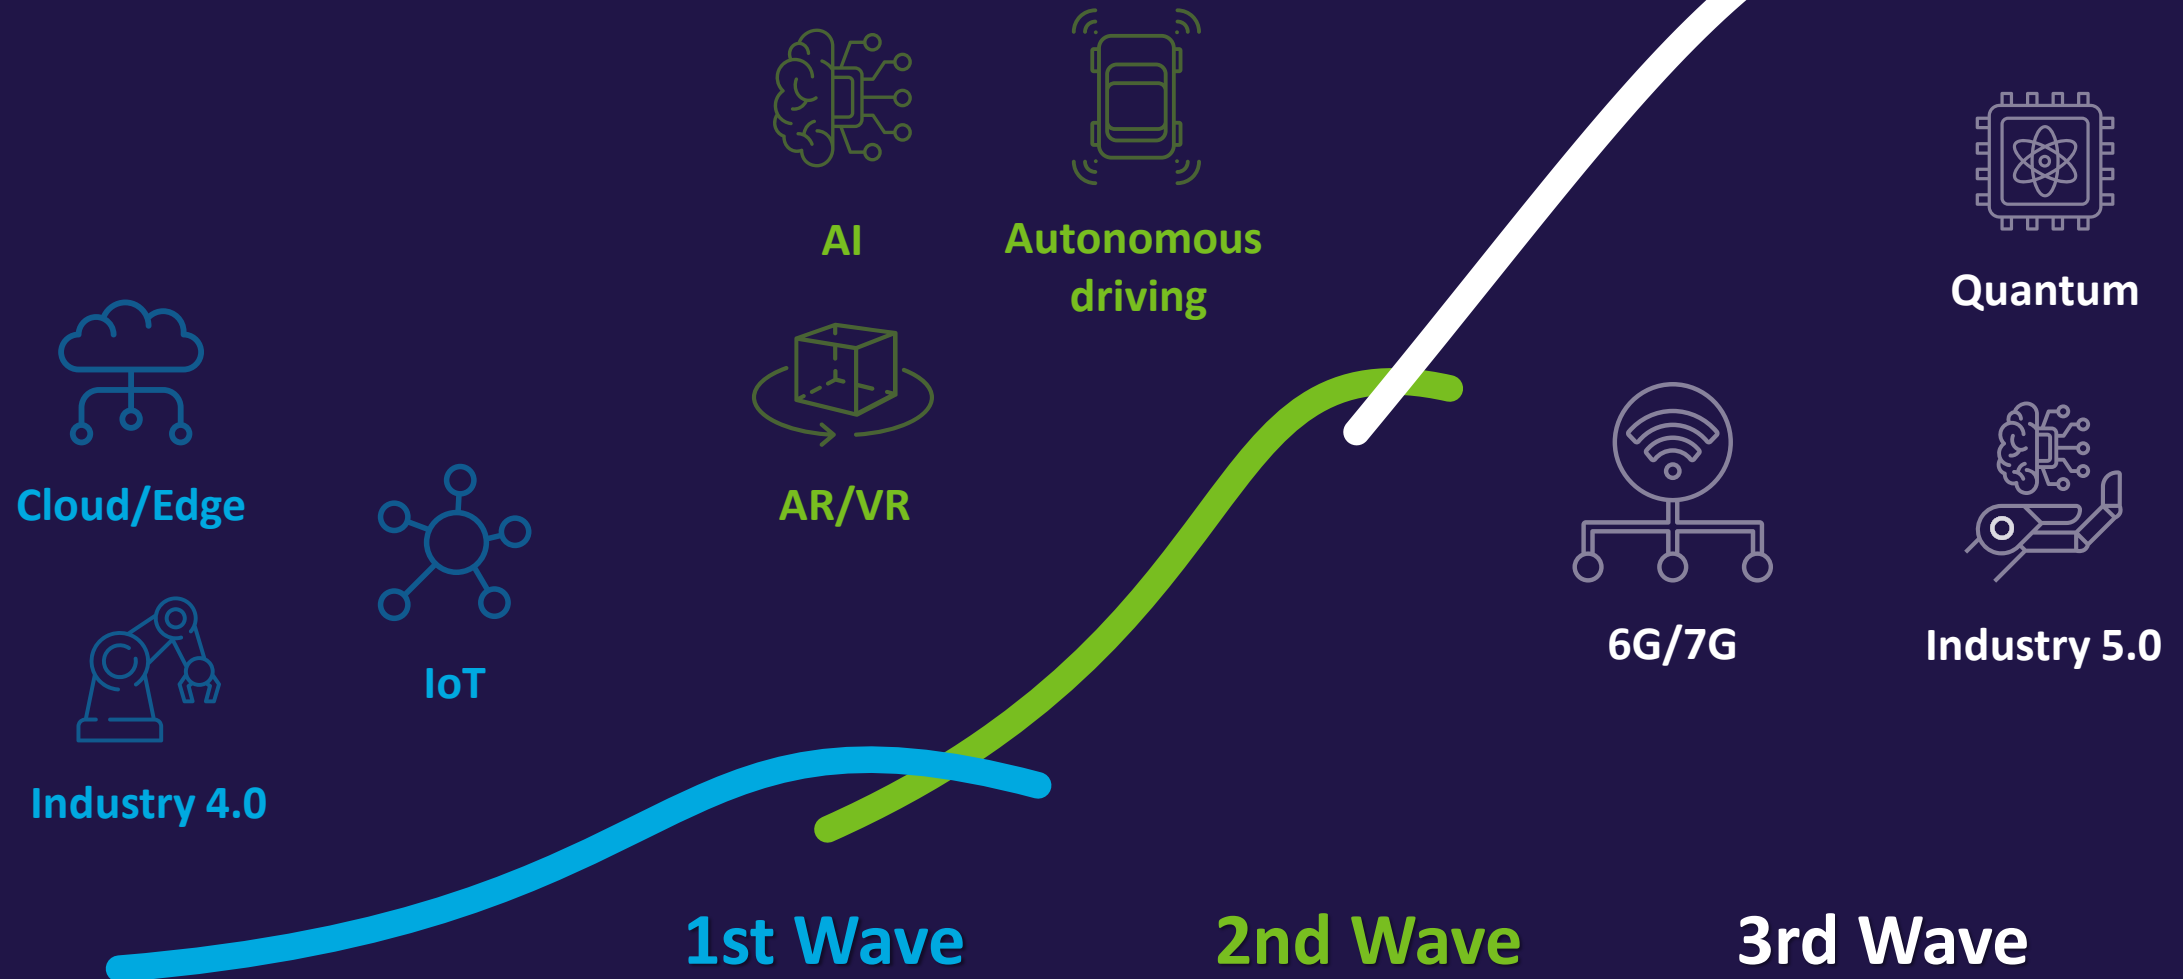 AI
Autonomous
driving
Quantum
Cloud/Edge
AR/VR
IoT
6G/7G
Industry 5.0
Industry 4.0
1st Wave
2nd Wave
3rd Wave